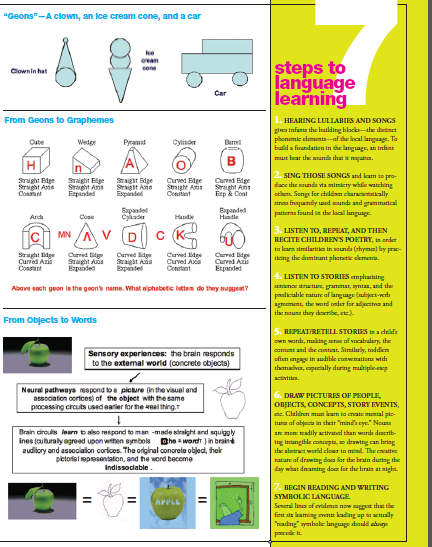 "Geons"—A clown, an ice cream cone, and a car
Clown in hat
Ice
cream
cone
Car
From Geons to Graphemes
Cube Wedge Pyramid Cylinder Barrel
H n A O B
Straight Edge Straight Edge Straight Edge Curved Edge Curved Edge
Straight Axis Straight Axis Straight Axis Straight Axis Straight Axis
Constant Expanded Expanded Constant Exp & Cont
Arch Cone Expanded Cylinder Handle Expanded Handle
C MN Λ V D C K U
Straight Edge Curved Edge Curved Edge Curved Edge Curved Edge
Curved Axis Straight Axis Straight Axis Curved Axis Curved Axis
Constant Expanded Expanded Constant Expanded
Above each geon is the geon's name. What alphabetic letters do they suggest?
From Objects to Words
Sensory experiences: the brain responds
to the external world (concrete objects)
Neural pathways respond to a picture (in the visual and
association cortices) of the object with the same
processing circuits used earlier for the real thing.
Brain circuits learn to also respond to man -made straight and squiggly
lines (culturally agreed upon written symbols = word ) in brain
auditory and association cortices. The original concrete object, their
pictorial representation, and the word become
indissociable .
= = APPLE =
7
steps to
language
learning
1. HEARING LULLABIES AND SONGS
gives infants the building blocks—the distinct
phonemic elements—of the local language. To
build a foundation in the language, an infant
must hear the sounds that it requires.
2. SING THOSE SONGS and learn to pro-
duce the sounds via mimicry while watching
others. Songs for children characteristically
stress frequently used sounds and grammatical
patterns found in the local language.
3. LISTEN TO, REPEAT, AND THEN
RECITE CHILDREN'S POETRY, in order
to learn similarities in sounds (rhymes) by prac-
ticing the dominant phonetic elements.
4. LISTEN TO STORIES emphasizing
sentence structure, grammar, syntax, and the
predictable nature of language (subject-verb
agreement, the word order for adjectives and
the nouns they describe, etc.).
5. REPEAT/RETELL STORIES in a child's
own words, making sense of vocabulary, the
content and the context. Similarly, toddlers
often engage in audible conversations with
themselves, especially during multiple-step
activities.
6. DRAW PICTURES OF PEOPLE,
OBJECTS, CONCEPTS, STORY EVENTS,
etc. Children must learn to create mental pic-
tures of objects in their "mind's eye." Nouns
are more readily activated than words describ-
ing intangible concepts, so drawing can bring
the abstract world closer to mind. The creative
nature of drawing does for the brain during the
day what dreaming does for the brain at night.
7. BEGIN READING AND WRITING
SYMBOLIC LANGUAGE.
Several lines of evidence now suggest that the
first six learning events leading up to actually
"reading" symbolic language should always
precede it.